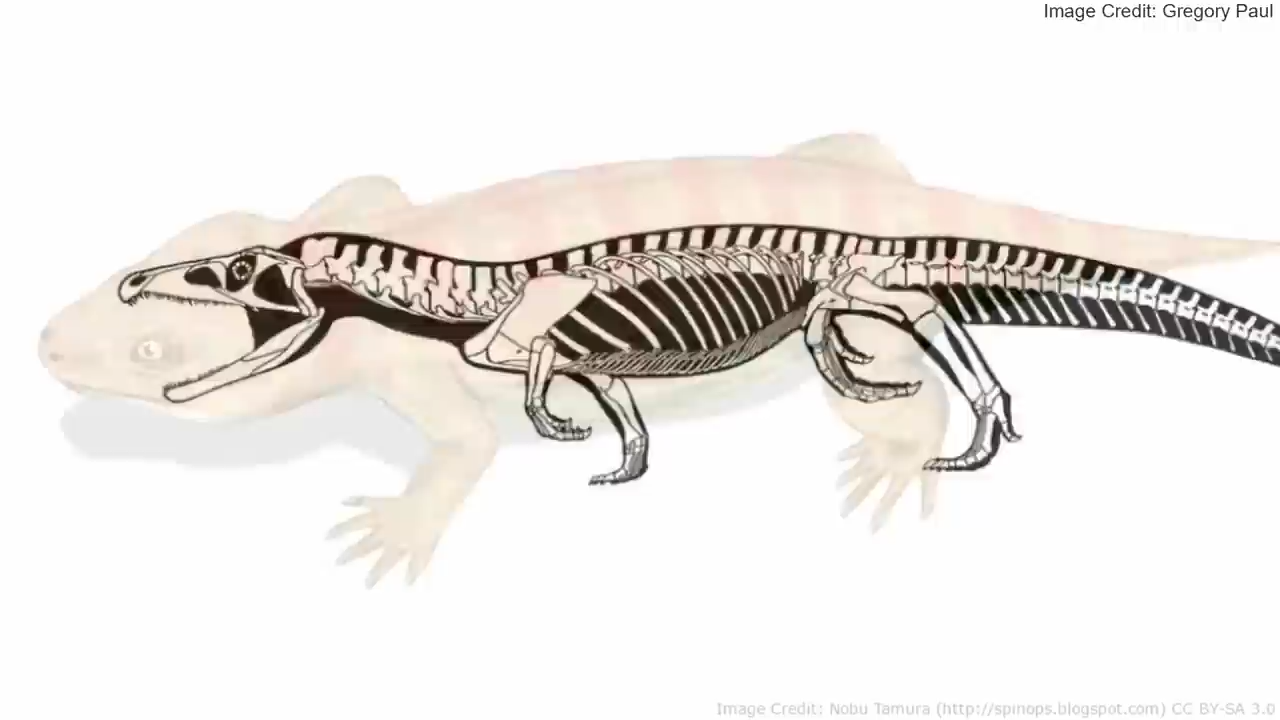 Image Credit: Gregory Paul
Image Credit: Nobu Tamura (http://spinops.blogspot.com) CC BY-SA 3.0